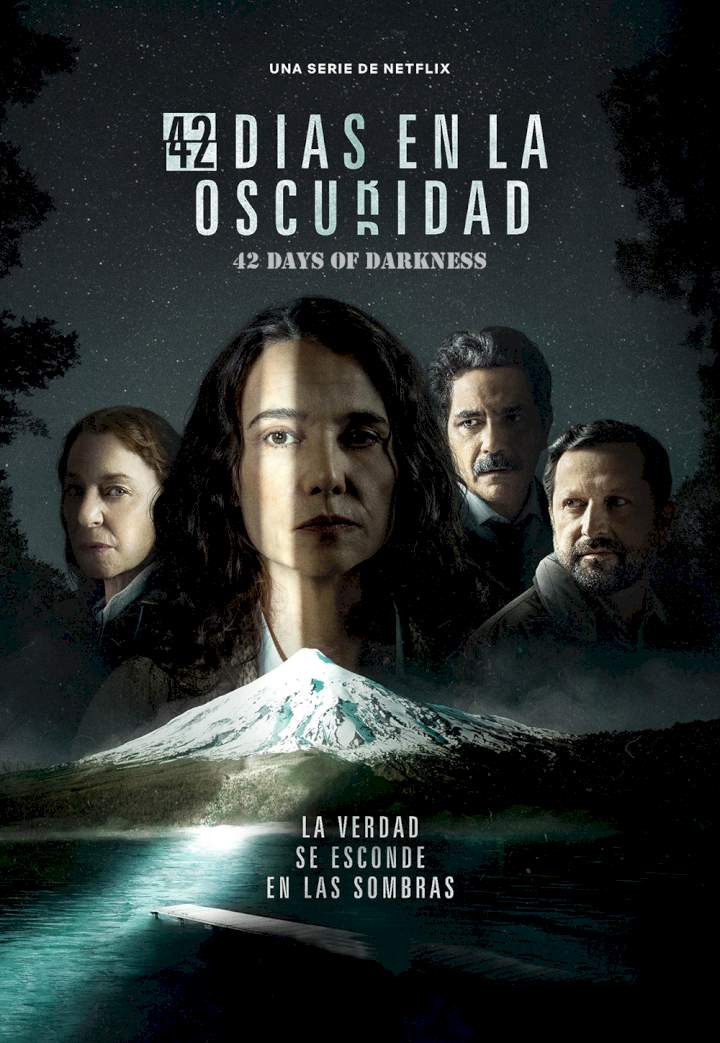 UNA SERIE DE NETFLIX
42 DIAS EN LA
OSCURIDAD
42 DAYS OF DARKNESS
LA VERDAD
SE ESCONDE
EN LAS SOMBRAS